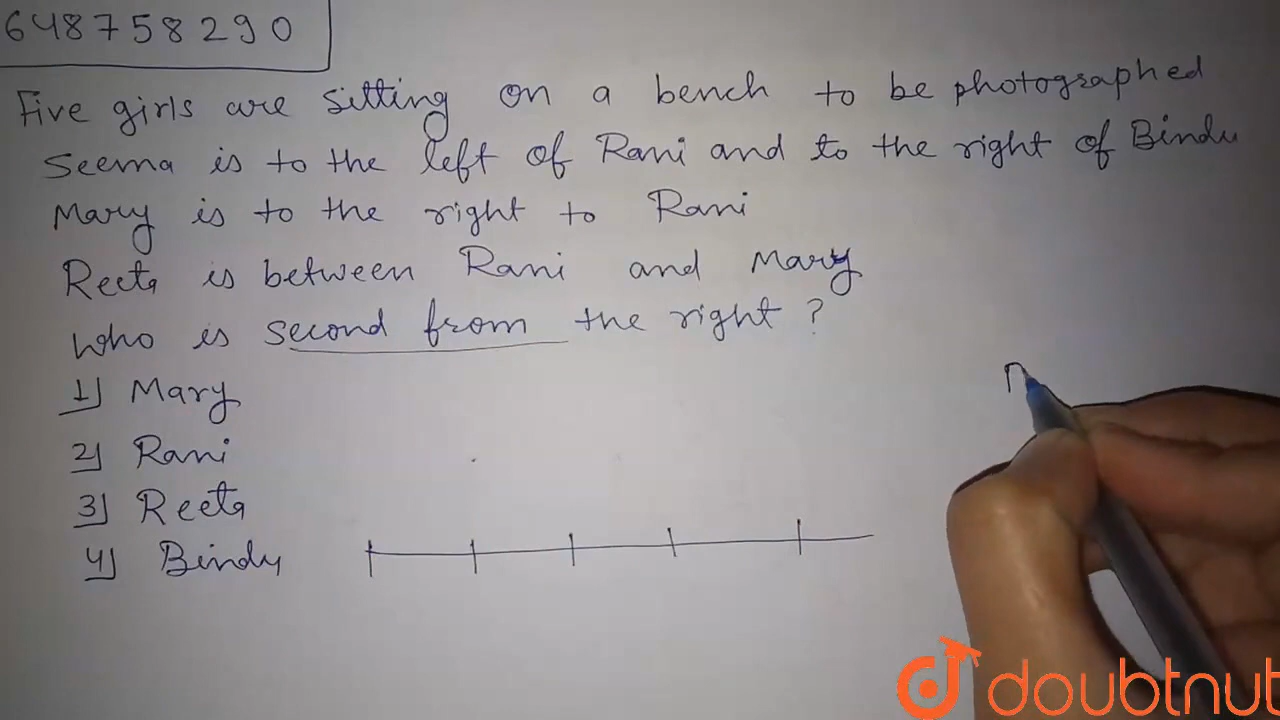 648758290
Five girls are sitting on a bench to be photographed
Seema is to the left of Rani and to the right of Bindu
Mary is to the right to Rani
Reeta is between Rani and Mary
Who is second from the right ?
1) Mary
2) Rani
3) Reeta
4) Bindu
doubtnut